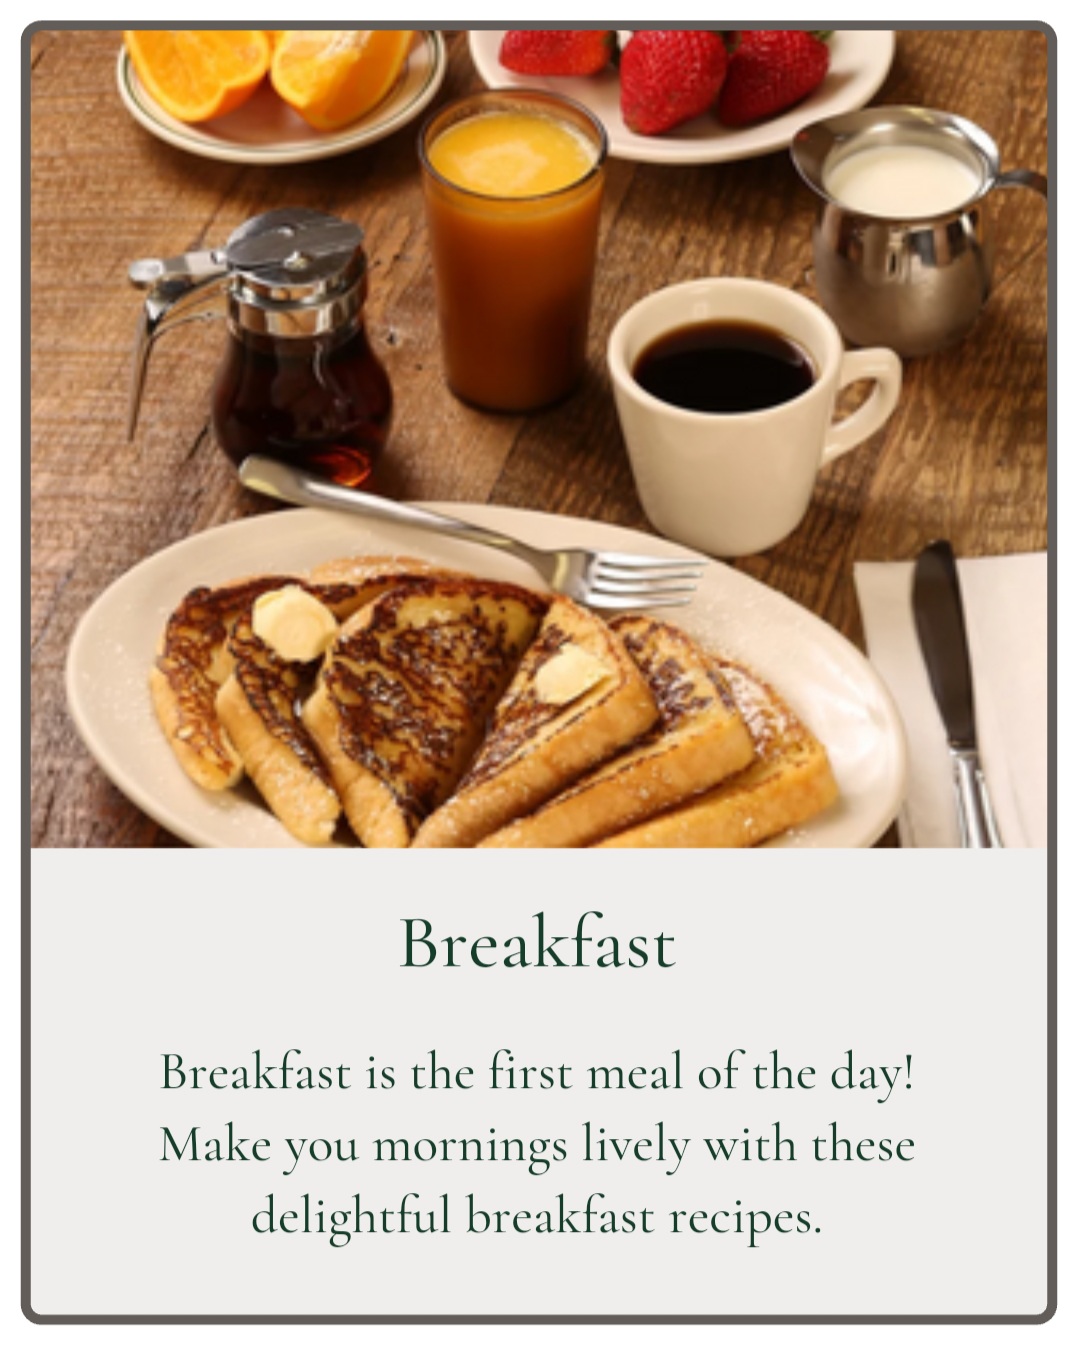 Breakfast
Breakfast is the first meal of the day!
Make you mornings lively with these
delightful breakfast recipes.